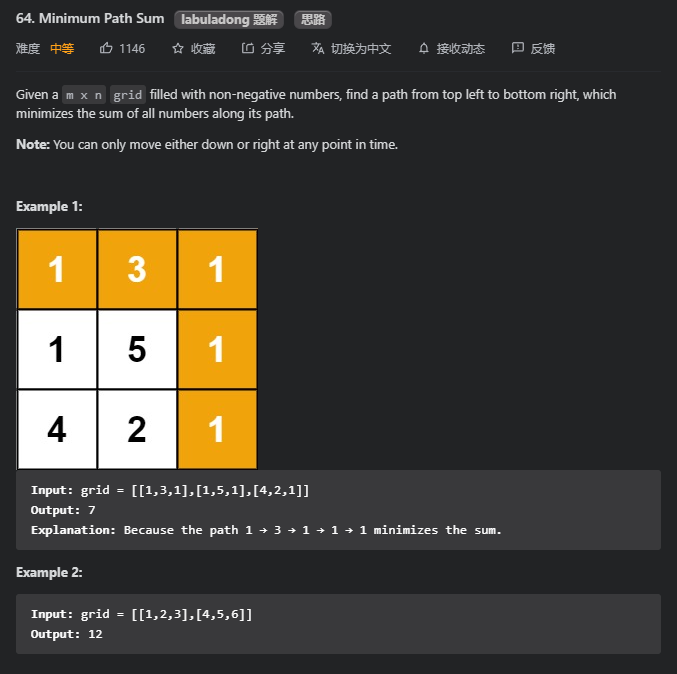 64. Minimum Path Sum labuladong 题解 思路
难度 中等 1146 收藏 分享 切换为中文 接收动态 反馈
Given a m x n grid filled with non-negative numbers, find a path from top left to bottom right, which
minimizes the sum of all numbers along its path.
Note: You can only move either down or right at any point in time.
Example 1:
1 3 1
1 5 1
4 2 1
Input: grid = [[1,3,1],[1,5,1],[4,2,1]]
Output: 7
Explanation: Because the path 1 → 3 → 1 → 1 → 1 minimizes the sum.
Example 2:
Input: grid = [[1,2,3],[4,5,6]]
Output: 12